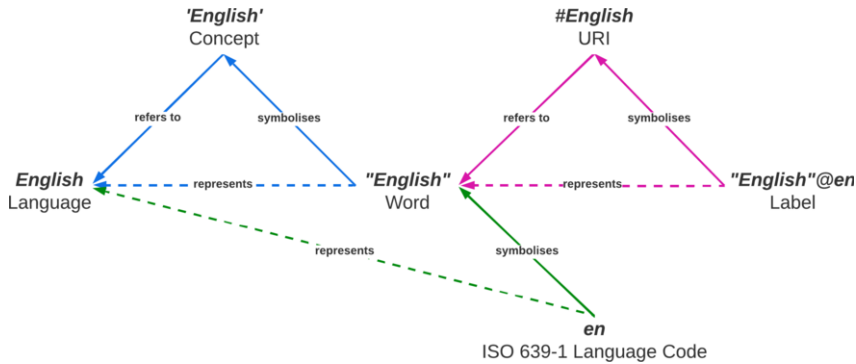 'English'
Concept
#English
URI
refers to
symbolises
refers to
symbolises
English
Language
represents
"English"
Word
represents
"English"@en
Label
represents
symbolises
en
ISO 639-1 Language Code